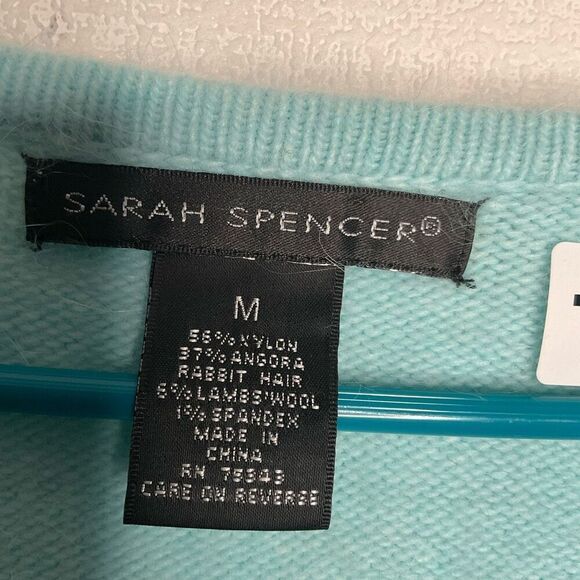 SARAH SPENCER®
M
56% NYLON
37% ANGORA
RABBIT HAIR
6% LAMBS'WOOL
1% SPANDEX
MADE IN
CHINA
RN 75543
CARE ON REVERSE